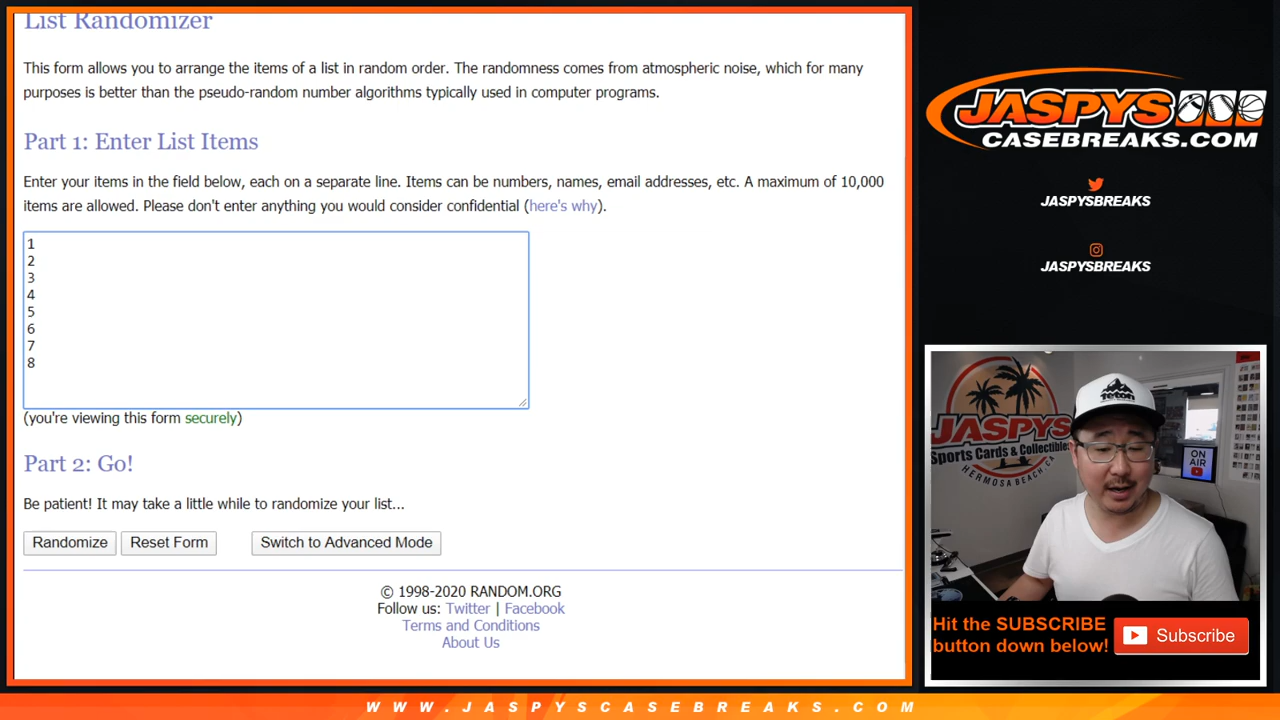 List Randomizer
This form allows you to arrange the items of a list in random order. The randomness comes from atmospheric noise, which for many
purposes is better than the pseudo-random number algorithms typically used in computer programs.
Part 1: Enter List Items
Enter your items in the field below, each on a separate line. Items can be numbers, names, email addresses, etc. A maximum of 10,000
items are allowed. Please don't enter anything you would consider confidential (here's why).
1
2
3
4
5
6
7
8
(you're viewing this form securely)
Part 2: Go!
Be patient! It may take a little while to randomize your list...
Randomize Reset Form Switch to Advanced Mode
© 1998-2020 RANDOM.ORG
Follow us: Twitter | Facebook
Terms and Conditions
About Us
JASPYS
CASEBREAKS.COM
JASPYSBREAKS
JASPYSBREAKS
JASPYS
Sports Cards & Collectibles
HERMOSA BEACH, CA
Teton
ON
AIR
Hit the SUBSCRIBE
button down below!
Subscribe
WWW.JASPYSCASEBREAKS.COM